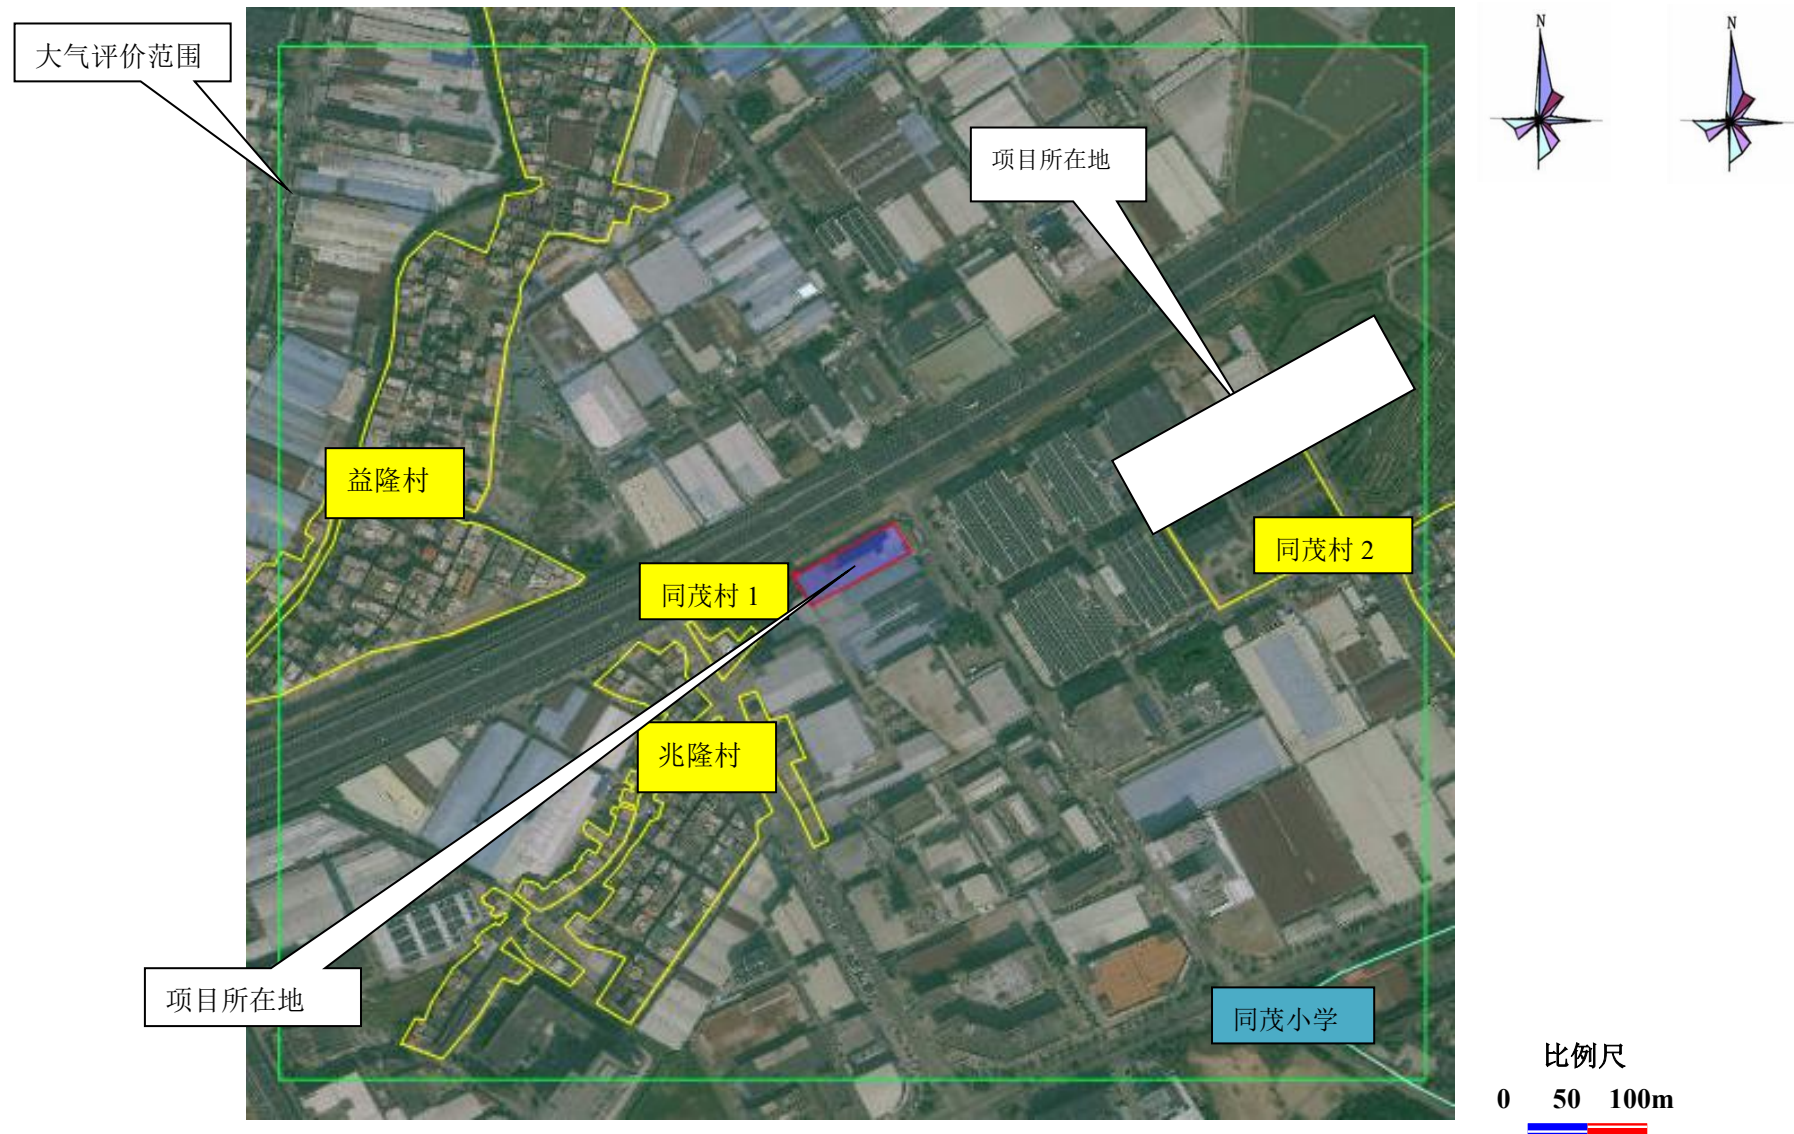 N
N
大气评价范围
项目所在地
益隆村
同茂村 2
同茂村 1
兆隆村
项目所在地
同茂小学
比例尺
0 50 100m